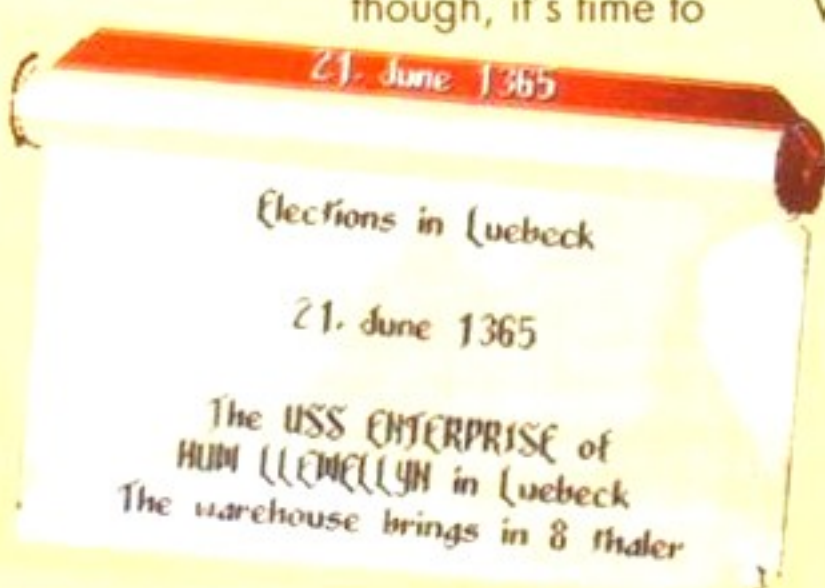 though, it's time to
21. June 1365
Elections in Luebeck
21. June 1365
The USS ENTERPRISE of
HUW LLEWELLYN in Luebeck
The warehouse brings in 8 thaler